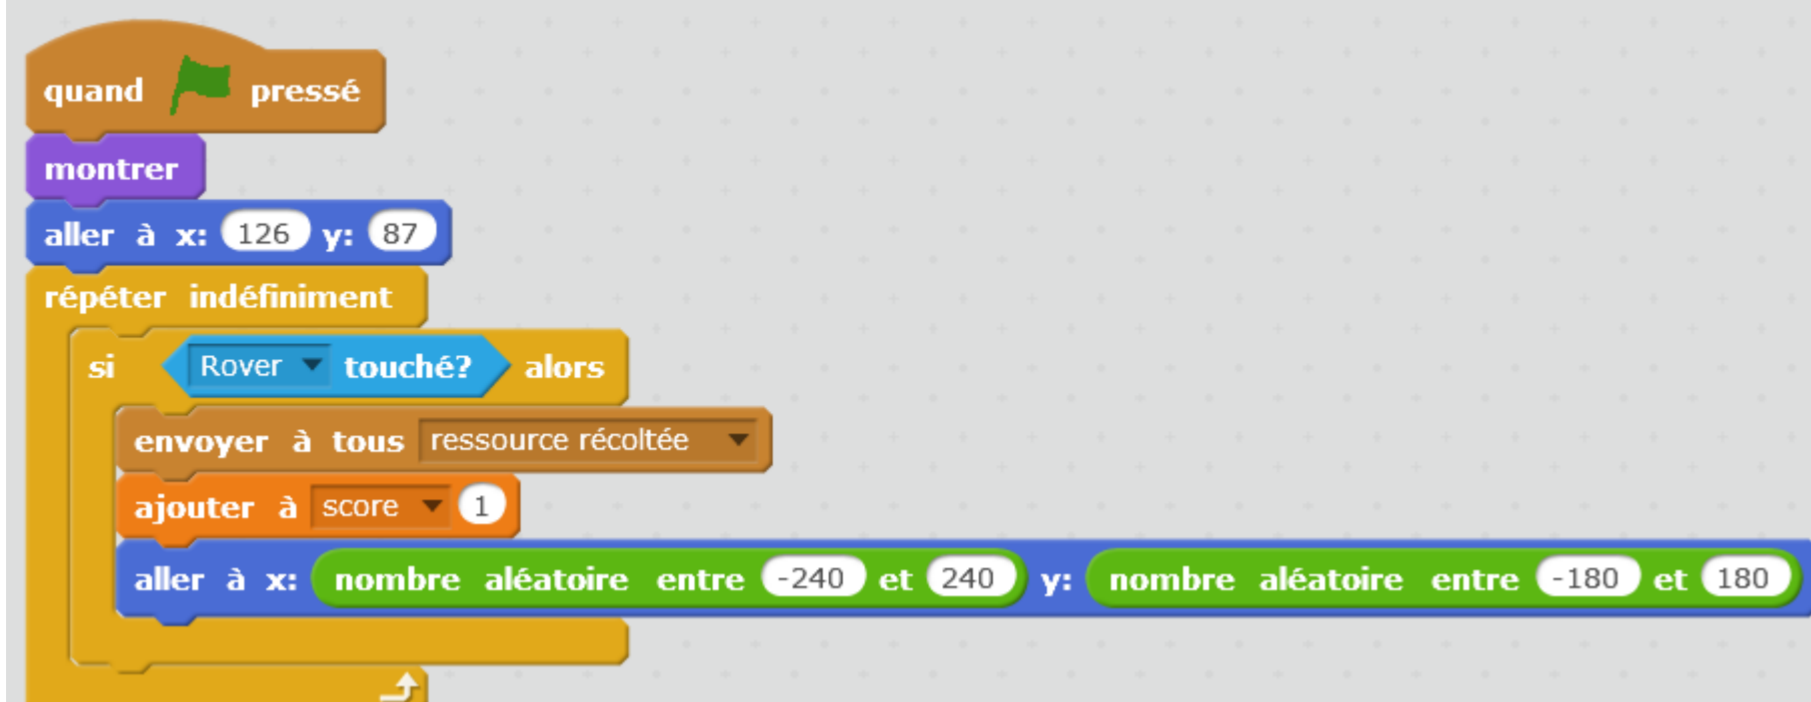 quand pressé
montrer
aller à x: 126 y: 87
répéter indéfiniment
si Rover touché? alors
envoyer à tous ressource récoltée
ajouter à score 1
aller à x: nombre aléatoire entre -240 et 240 y: nombre aléatoire entre -180 et 180